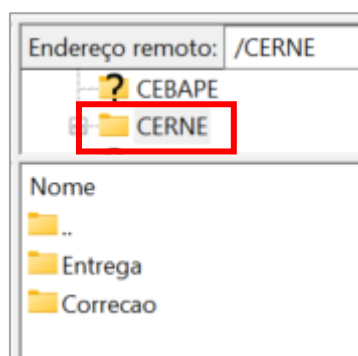 Endereço remoto: /CERNE
? CEBAPE
CERNE
Nome
..
Entrega
Correcao